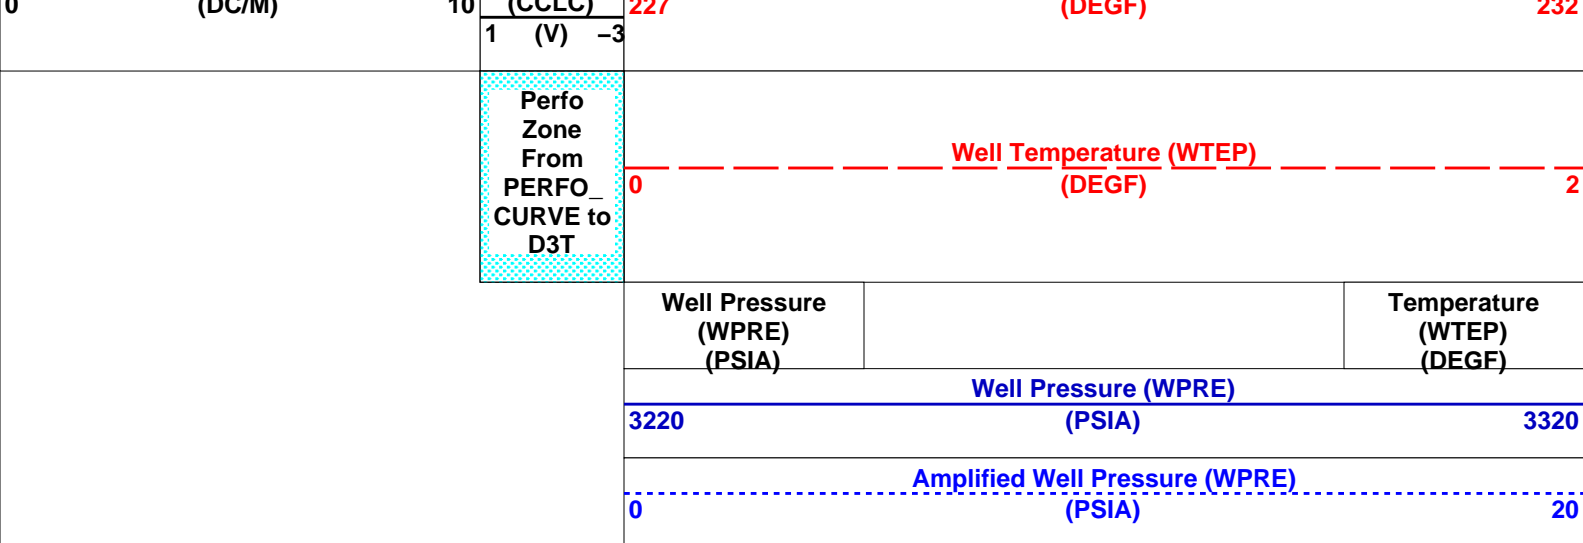 0 (DC/M) 10 (CCLC) 227 (DEGF) 232
1 (V) −3
Perfo
Zone
From
PERFO_
CURVE to
D3T
Well Temperature (WTEP)
0 (DEGF) 2
Well Pressure
(WPRE)
(PSIA)
Temperature
(WTEP)
(DEGF)
Well Pressure (WPRE)
3220 (PSIA) 3320
Amplified Well Pressure (WPRE)
0 (PSIA) 20